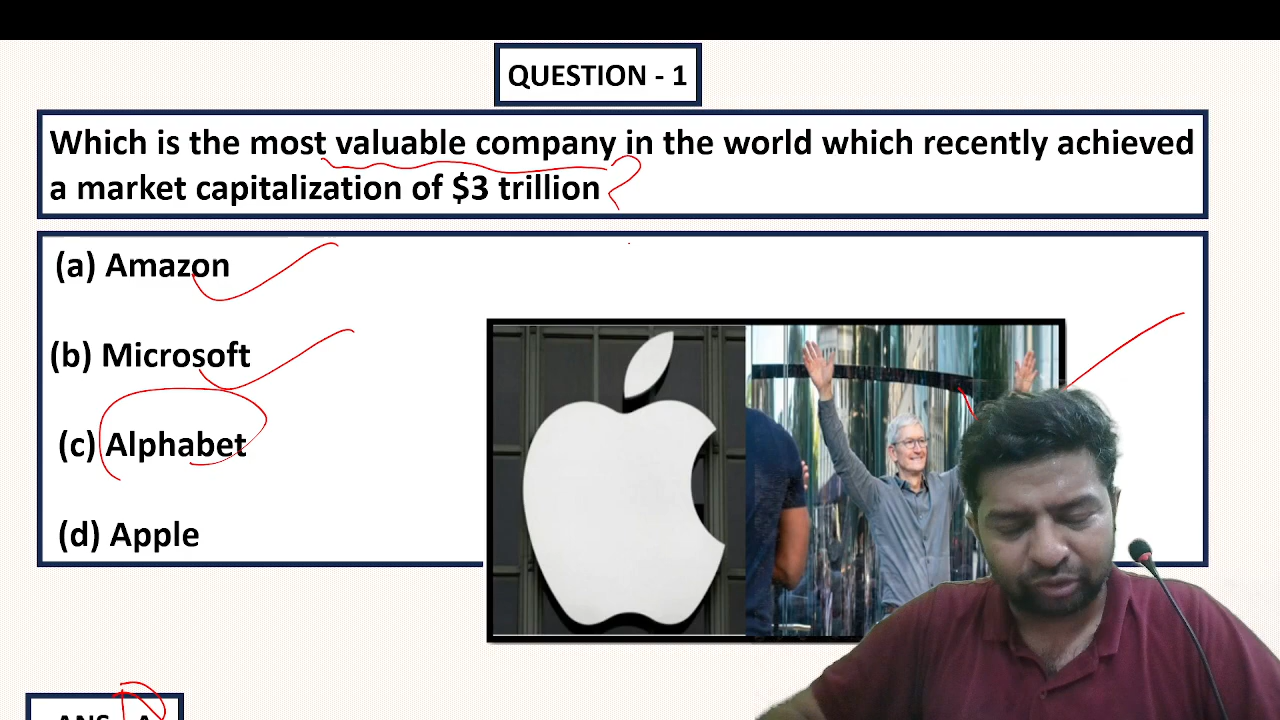 QUESTION - 1
Which is the most valuable company in the world which recently achieved
a market capitalization of $3 trillion
(a) Amazon
(b) Microsoft
(c) Alphabet
(d) Apple